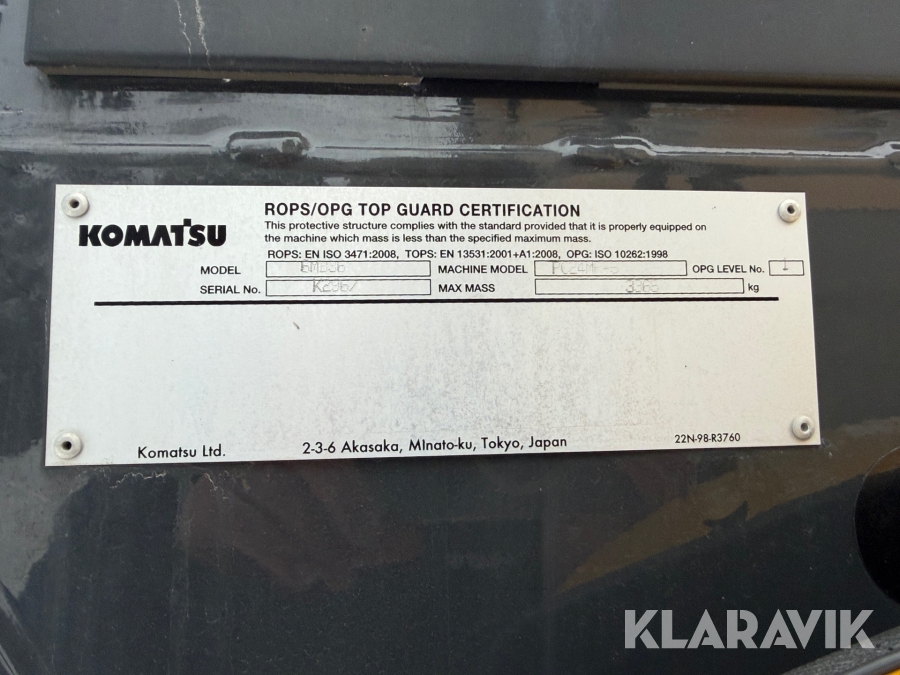 KOMATSU
ROPS/OPG TOP GUARD CERTIFICATION
This protective structure complies with the standard provided that it is properly equipped on
the machine which mass is less than the specified maximum mass.
ROPS: EN ISO 3471:2008, TOPS: EN 13531:2001+A1:2008, OPG: ISO 10262:1998
MODEL MACHINE MODEL OPG LEVEL No. 1
SERIAL No. MAX MASS kg
Komatsu Ltd. 2-3-6 Akasaka, MInato-ku, Tokyo, Japan 22N-98-R3760
KLARAVIK